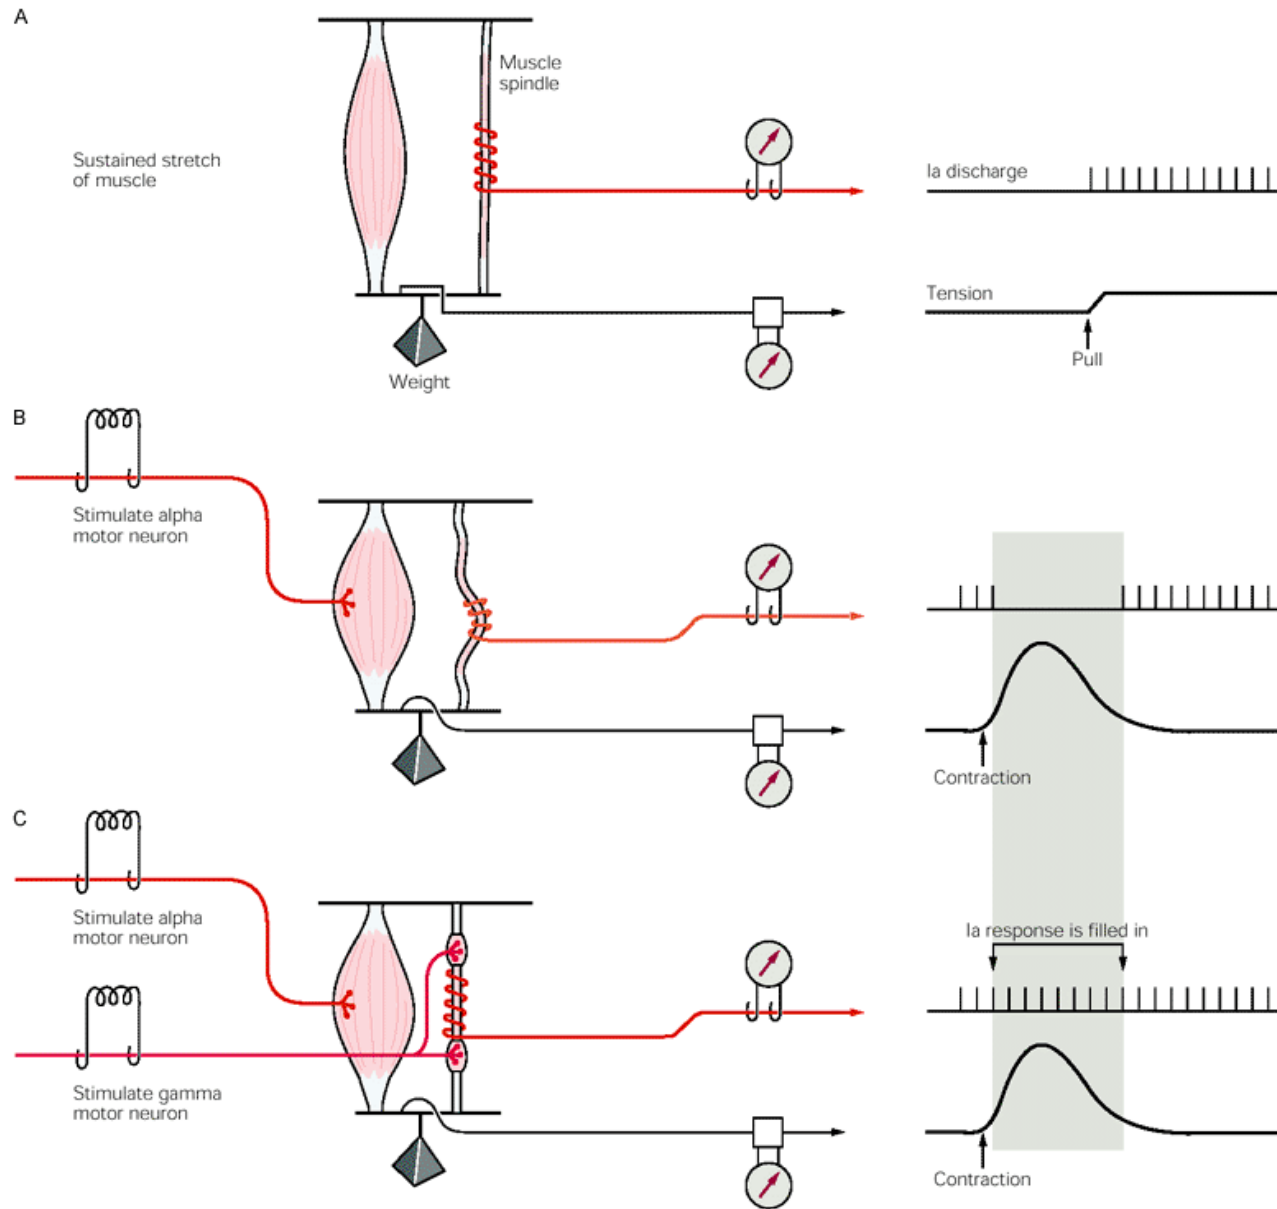 A
Muscle
spindle
Sustained stretch
of muscle
Ia discharge
Tension
Pull
Weight
B
Stimulate alpha
motor neuron
Contraction
C
Stimulate alpha
motor neuron
Ia response is filled in
Stimulate gamma
motor neuron
Contraction